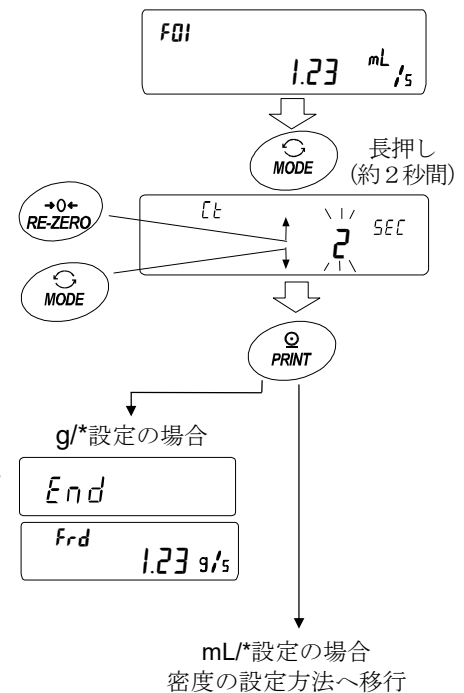 F01
1.23 mL/s
MODE
長押し
(約2秒間)
→0←
RE-ZERO
Ct 2 SEC
MODE
PRINT
g/*設定の場合
End
Frd
1.23 g/s
mL/*設定の場合
密度の設定方法へ移行